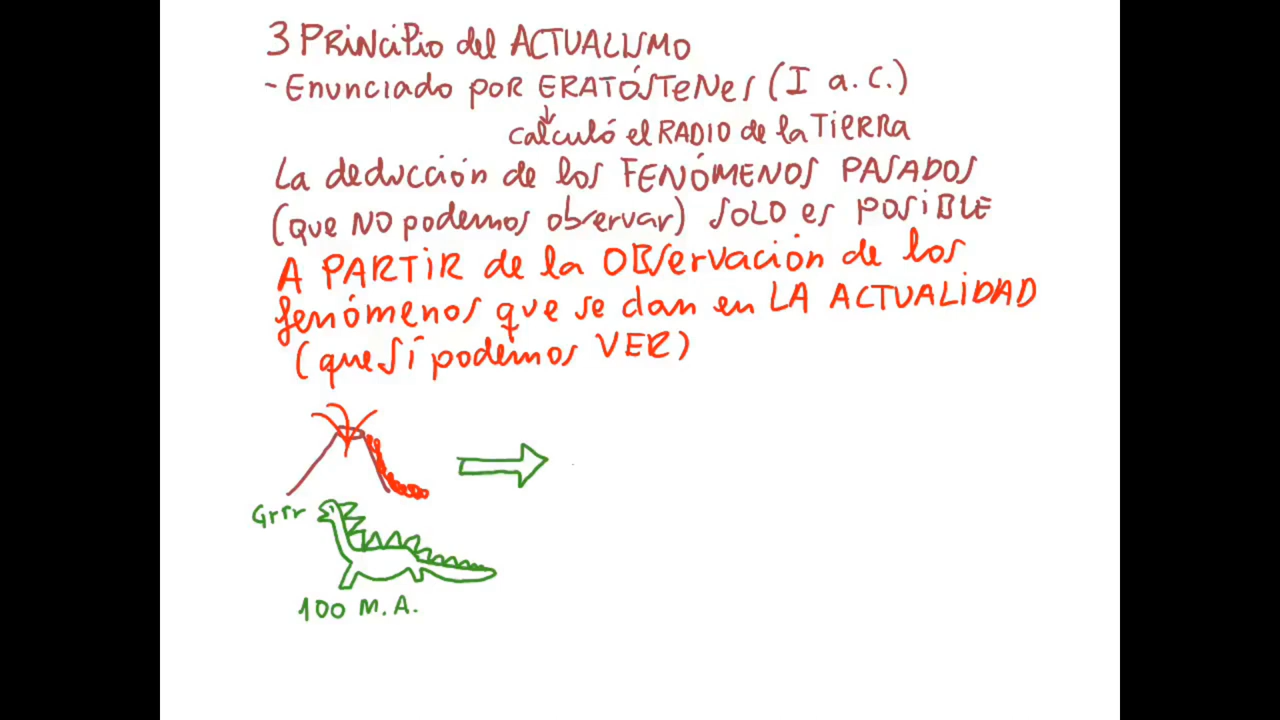 3 Principio del ACTUALISMO
- Enunciado por ERATÓSTENES (I a.C.)
calculó el RADIO de la TIERRA
La deducción de los FENÓMENOS PASADOS
(que NO podemos observar) SOLO es POSIBLE
A PARTIR de la OBSERVACIÓN de los
fenómenos que se dan en LA ACTUALIDAD
(que SÍ podemos VER)
Grrr
100 M.A.